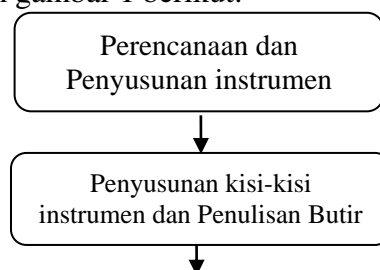 gambar 1 berikut.
Perencanaan dan
Penyusunan instrumen
Penyusunan kisi-kisi
instrumen dan Penulisan Butir